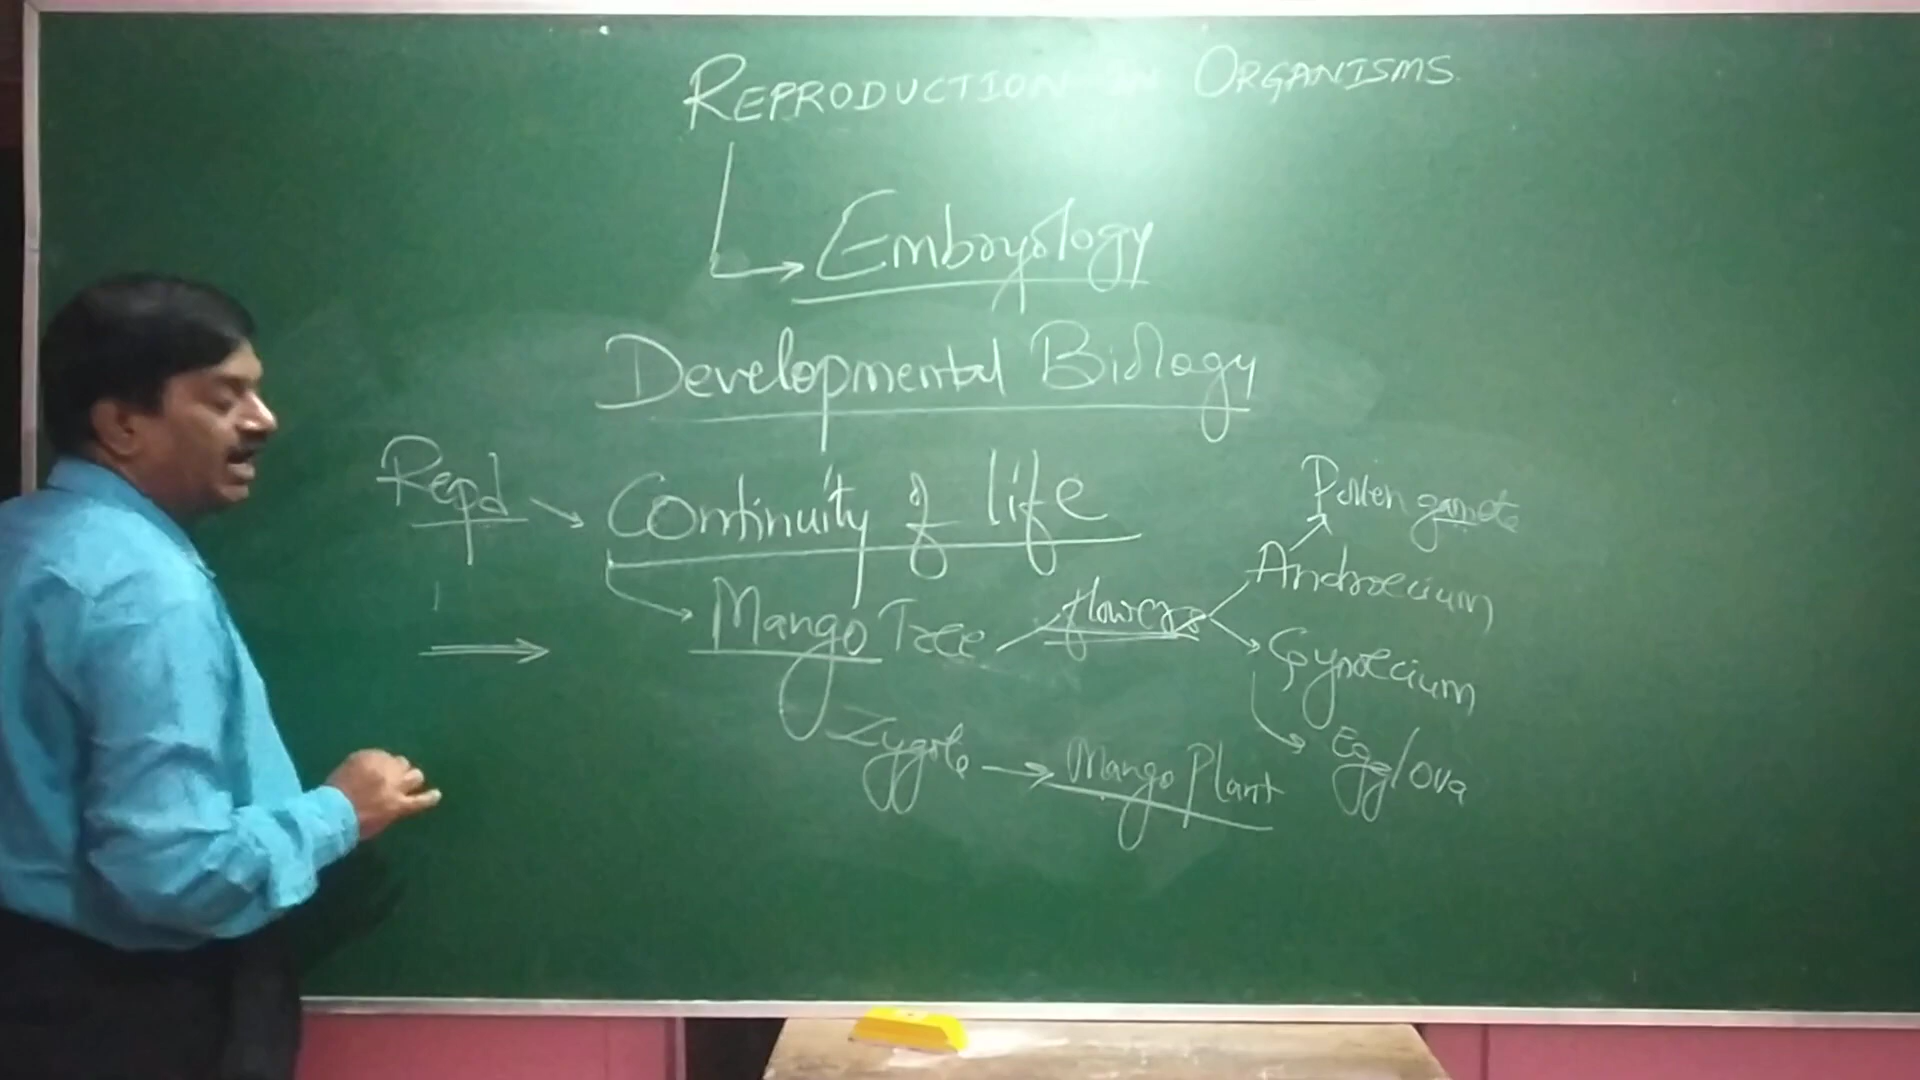 REPRODUCTION IN ORGANISMS
Embryology
Developmental Biology
Repd → Continuity of life
Pollen gamete
Androecium
Mango Tree flowers
Gynoecium
Egg/Ova
Zygote → Mango Plant